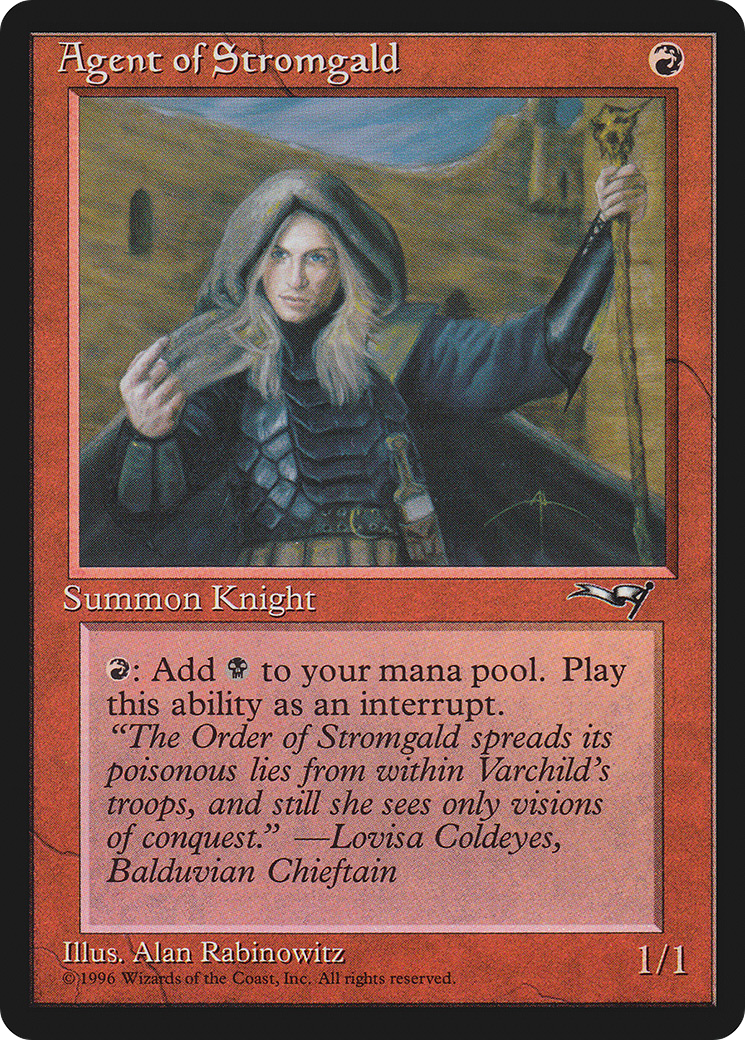 Agent of Stromgald
Summon Knight
: Add to your mana pool. Play
this ability as an interrupt.
“The Order of Stromgald spreads its
poisonous lies from within Varchild’s
troops, and still she sees only visions
of conquest.” —Lovisa Coldeyes,
Balduvian Chieftain
Illus. Alan Rabinowitz
1/1
© 1996 Wizards of the Coast, Inc. All rights reserved.